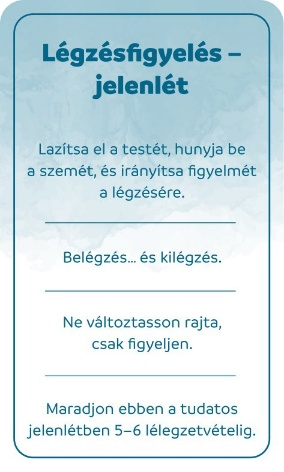 Légzésfigyelés –
jelenlét
Lazítsa el a testét, hunyja be
a szemét, és irányítsa figyelmét
a légzésére.
Belégzés... és kilégzés.
Ne változtasson rajta,
csak figyeljen.
Maradjon ebben a tudatos
jelenlétben 5–6 lélegzetvételig.